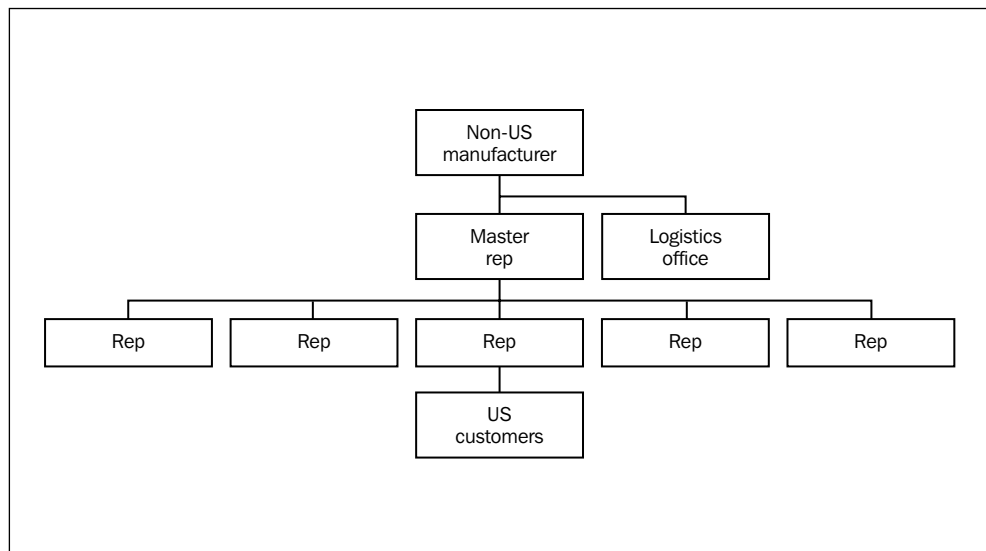 Non-US
manufacturer
Master
rep
Logistics
office
Rep
Rep
Rep
Rep
Rep
US
customers